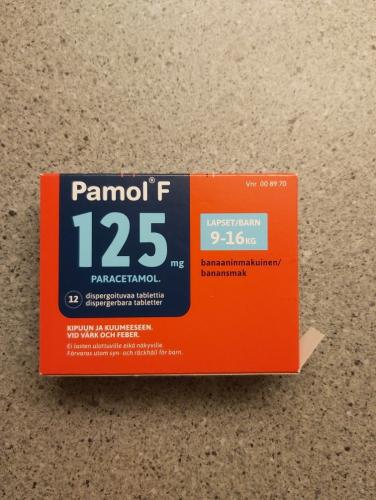 Pamol® F
Vnr 00 89 70
125 mg
PARACETAMOL.
LAPSET/BARN
9-16 KG
banaaninmakuinen/
banansmak
12 dispergoituvaa tablettia
dispergerbara tabletter
KIPUUN JA KUUMEESEEN.
VID VÄRK OCH FEBER.
Ei lasten ulottuville eikä näkyville.
Förvaras utom syn- och räckhåll för barn.